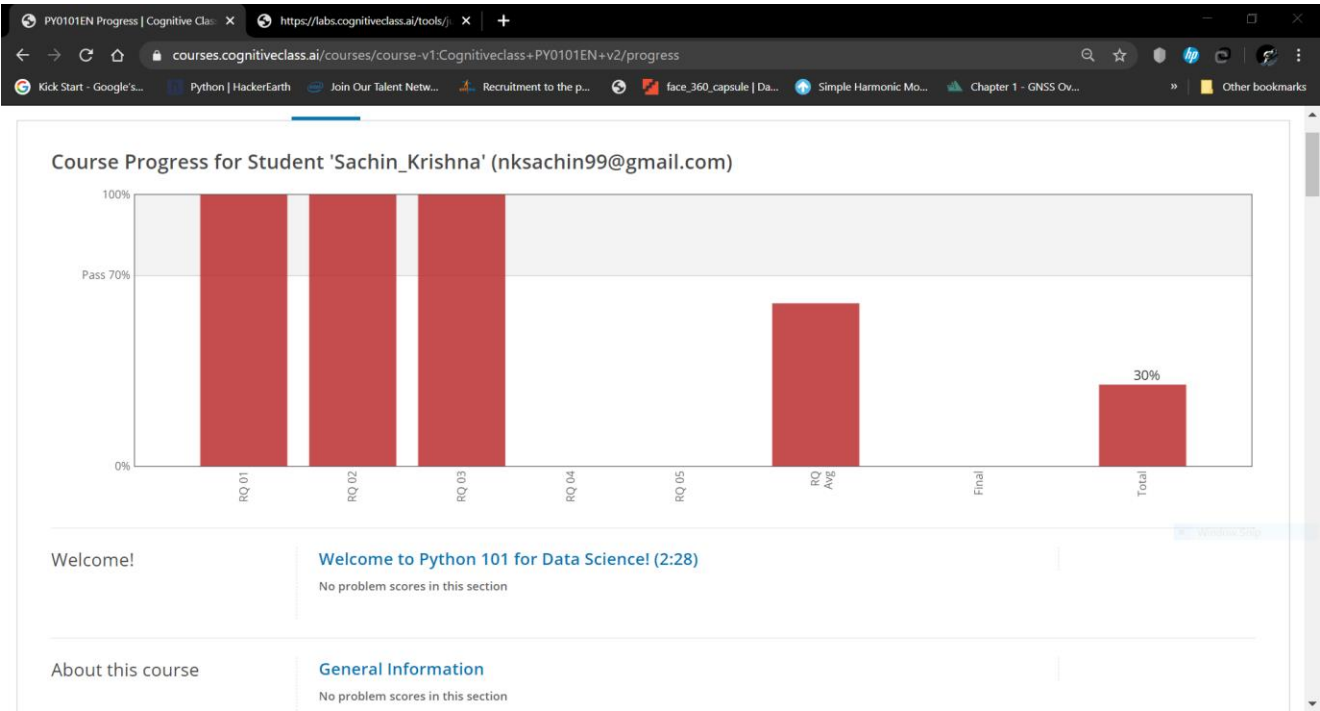 PY0101EN Progress | Cognitive Clas
https://labs.cognitiveclass.ai/tools/j
courses.cognitiveclass.ai/courses/course-v1:Cognitiveclass+PY0101EN+v2/progress
Kick Start - Google's... Python | HackerEarth Join Our Talent Netw... Recruitment to the p... face_360_capsule | Da... Simple Harmonic Mo... Chapter 1 - GNSS Ov... » Other bookmarks
Course Progress for Student 'Sachin_Krishna' (nksachin99@gmail.com)
100%
Pass 70%
30%
0%
RQ 01
RQ 02
RQ 03
RQ 04
RQ 05
RQ
Avg
Final
Total
Welcome!
Welcome to Python 101 for Data Science! (2:28)
No problem scores in this section
About this course
General Information
No problem scores in this section